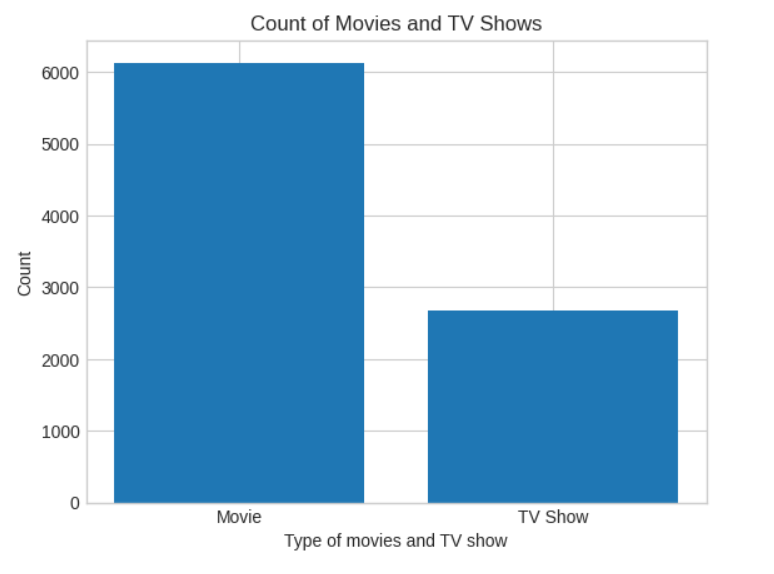 Count of Movies and TV Shows
6000
5000
4000
3000
2000
1000
0
Count
Movie TV Show
Type of movies and TV show